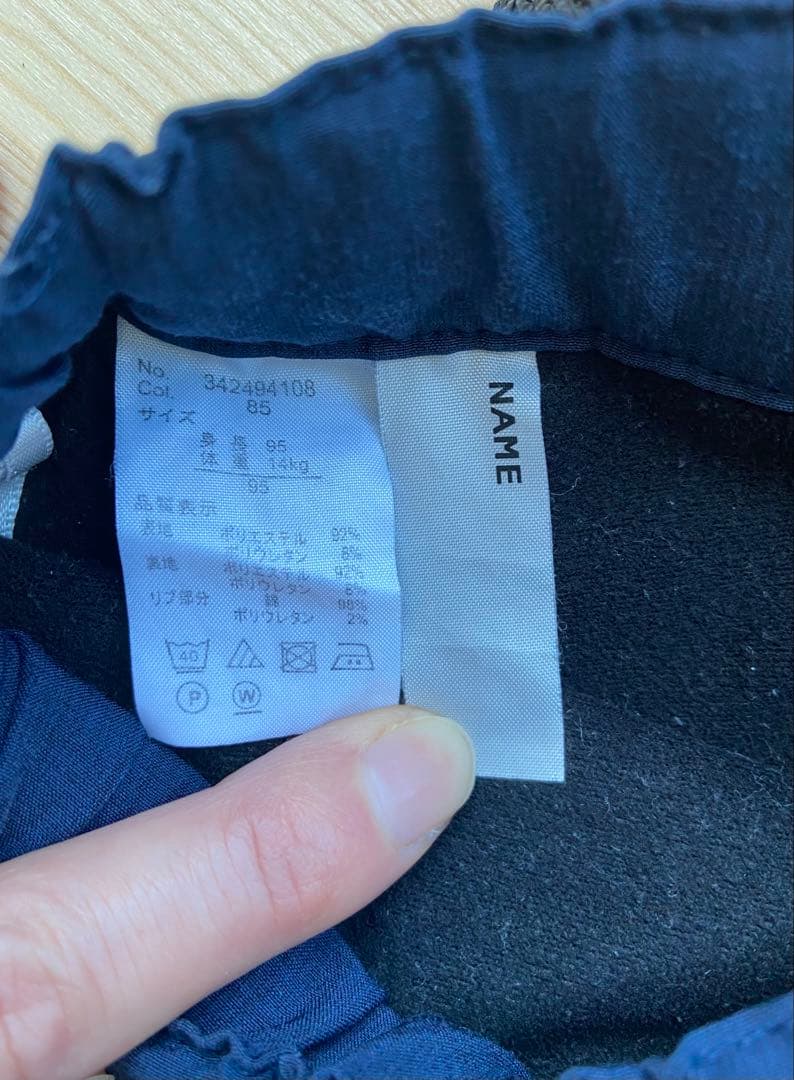 No. 342494108
Col. 85
サイズ
身長 95
体重 14kg
95
品質表示
表地 ポリエステル 92%
ポリウレタン 8%
裏地 ポリエステル 92%
ポリウレタン 8%
リブ部分 綿 98%
ポリウレタン 2%
40
P W
NAME